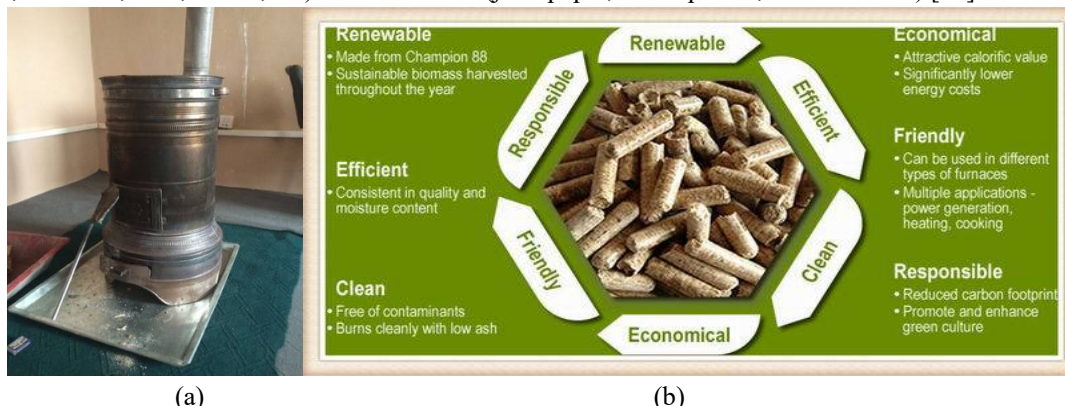 Renewable
• Made from Champion 88
• Sustainable biomass harvested
throughout the year
Efficient
• Consistent in quality and
moisture content
Clean
• Free of contaminants
• Burns cleanly with low ash
Renewable
Efficient
Clean
Economical
Friendly
Responsible
Economical
• Attractive calorific value
• Significantly lower
energy costs
Friendly
• Can be used in different
types of furnaces
• Multiple applications -
power generation,
heating, cooking
Responsible
• Reduced carbon footprint
• Promote and enhance
green culture
(a)
(b)